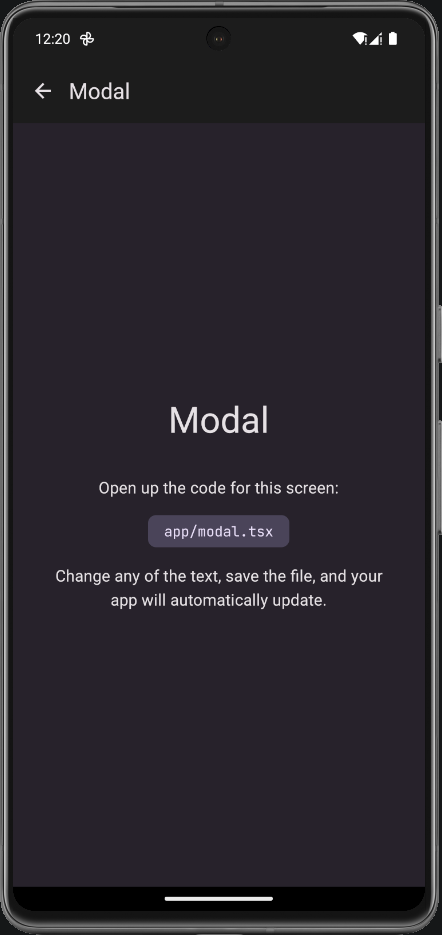 12:20
Modal
Modal
Open up the code for this screen:
app/modal.tsx
Change any of the text, save the file, and your
app will automatically update.